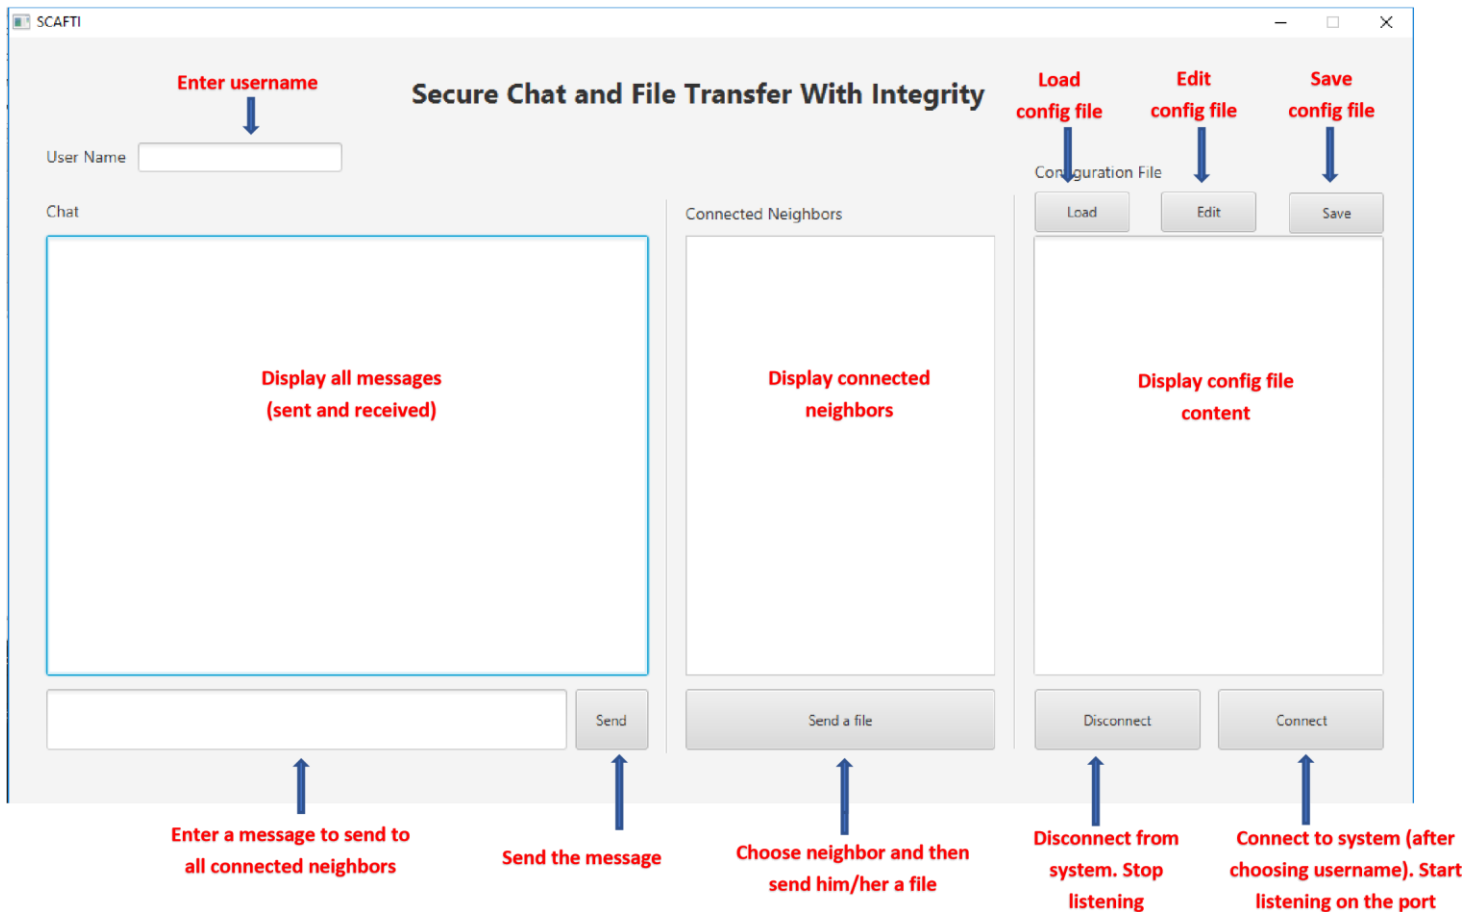 SCAFTI
Enter username
Secure Chat and File Transfer With Integrity
Load
config file
Edit
config file
Save
config file
User Name
Configuration File
Chat
Connected Neighbors
Load
Edit
Save
Display all messages
(sent and received)
Display connected
neighbors
Display config file
content
Send
Send a file
Disconnect
Connect
Enter a message to send to
all connected neighbors
Send the message
Choose neighbor and then
send him/her a file
Disconnect from
system. Stop
listening
Connect to system (after
choosing username). Start
listening on the port